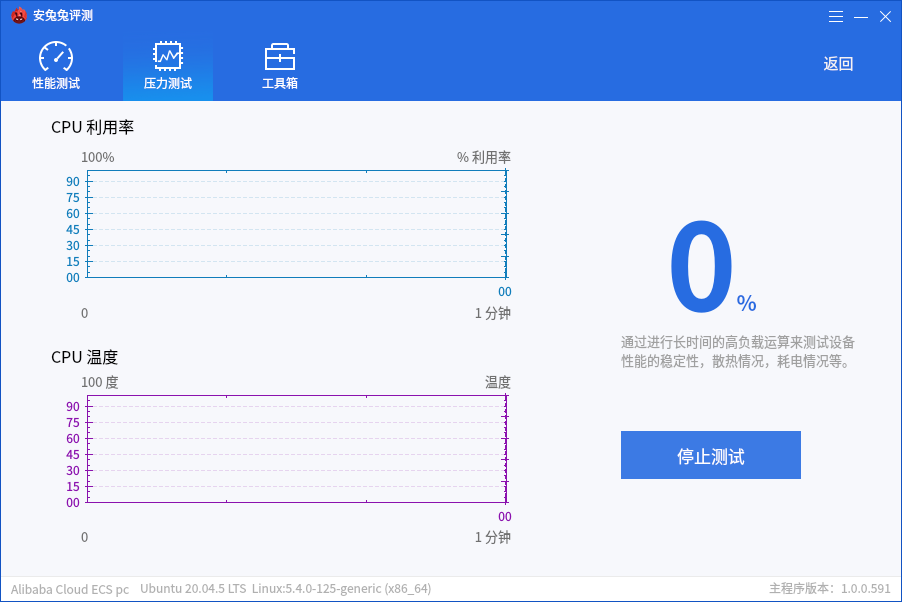 安兔兔评测
性能测试
压力测试
工具箱
返回
CPU 利用率
100%
% 利用率
90
75
60
45
30
15
00
00
0
1 分钟
CPU 温度
100 度
温度
90
75
60
45
30
15
00
00
0
1 分钟
0%
通过进行长时间的高负载运算来测试设备
性能的稳定性，散热情况，耗电情况等。
停止测试
Alibaba Cloud ECS pc Ubuntu 20.04.5 LTS Linux:5.4.0-125-generic (x86_64)
主程序版本：1.0.0.591